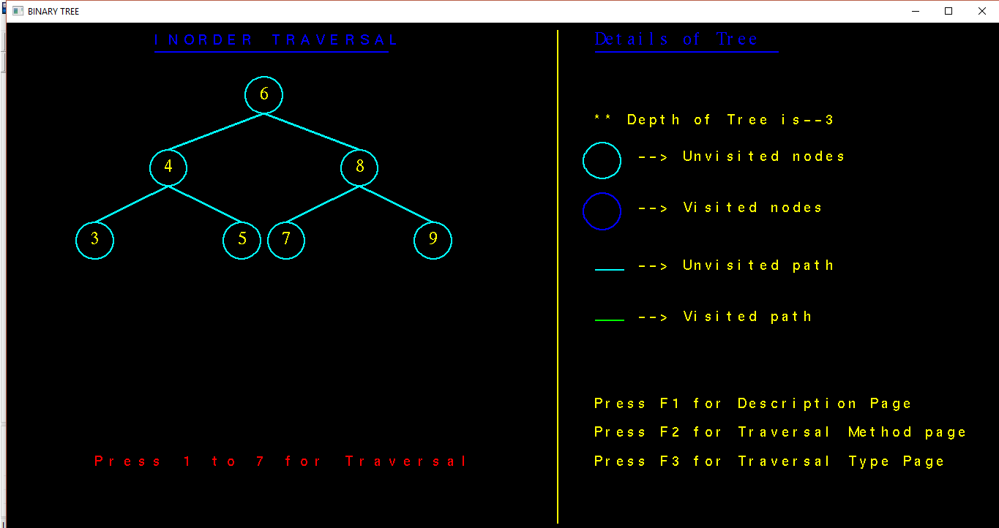 BINARY TREE
INORDER TRAVERSAL
Details of Tree
6
4 8
3 5 7 9
** Depth of Tree is--3
--> Unvisited nodes
--> Visited nodes
--> Unvisited path
--> Visited path
Press F1 for Description Page
Press F2 for Traversal Method page
Press F3 for Traversal Type Page
Press 1 to 7 for Traversal